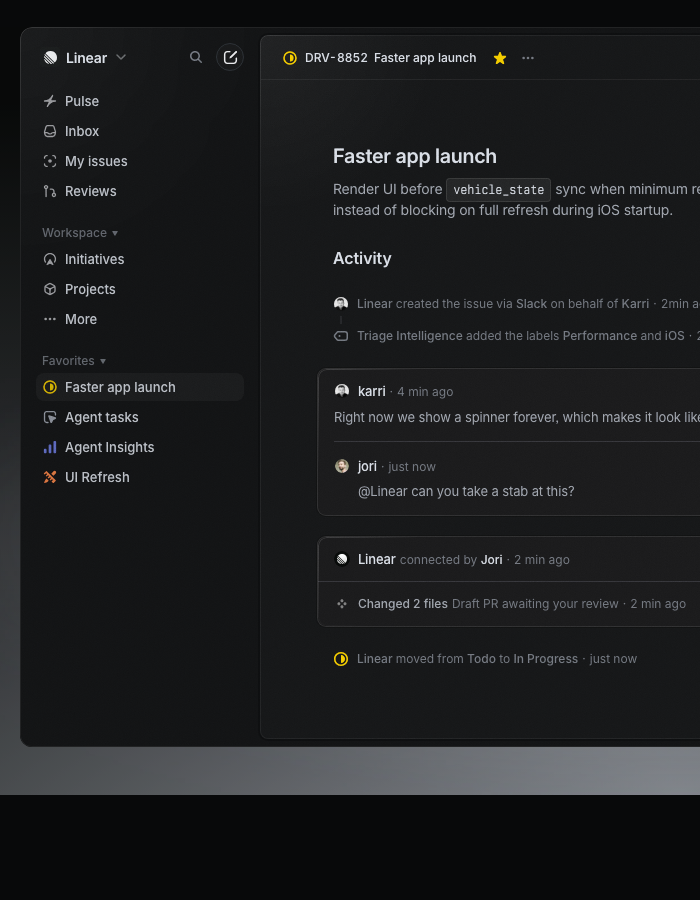 Linear
Pulse
Inbox
My issues
Reviews
Workspace
Initiatives
Projects
More
Favorites
Faster app launch
Agent tasks
Agent Insights
UI Refresh
DRV-8852 Faster app launch
Faster app launch
Render UI before vehicle_state sync when minimum re
instead of blocking on full refresh during iOS startup.
Activity
Linear created the issue via Slack on behalf of Karri · 2min a
Triage Intelligence added the labels Performance and iOS · 2
karri · 4 min ago
Right now we show a spinner forever, which makes it look like
jori · just now
@Linear can you take a stab at this?
Linear connected by Jori · 2 min ago
Changed 2 files Draft PR awaiting your review · 2 min ago
Linear moved from Todo to In Progress · just now